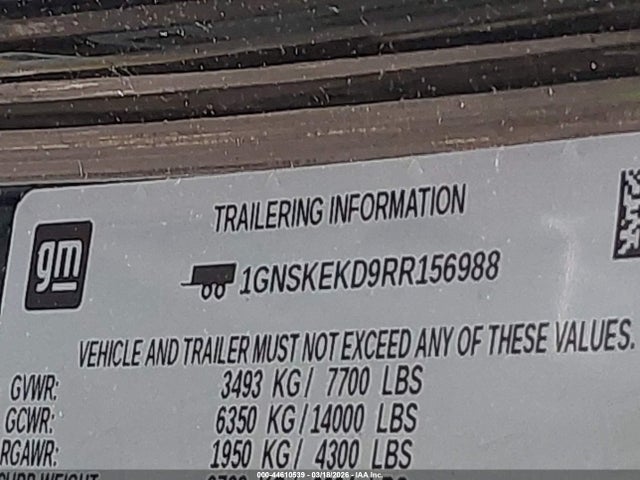 TRAILERING INFORMATION
gm
1GNSKEKD9RR156988
VEHICLE AND TRAILER MUST NOT EXCEED ANY OF THESE VALUES.
GVWR: 3493 KG/ 7700 LBS
GCWR: 6350 KG/14000 LBS
RGAWR: 1950 KG/ 4300 LBS
WEIGHT
000-44610539 - 03/18/2026 - IAA Inc.